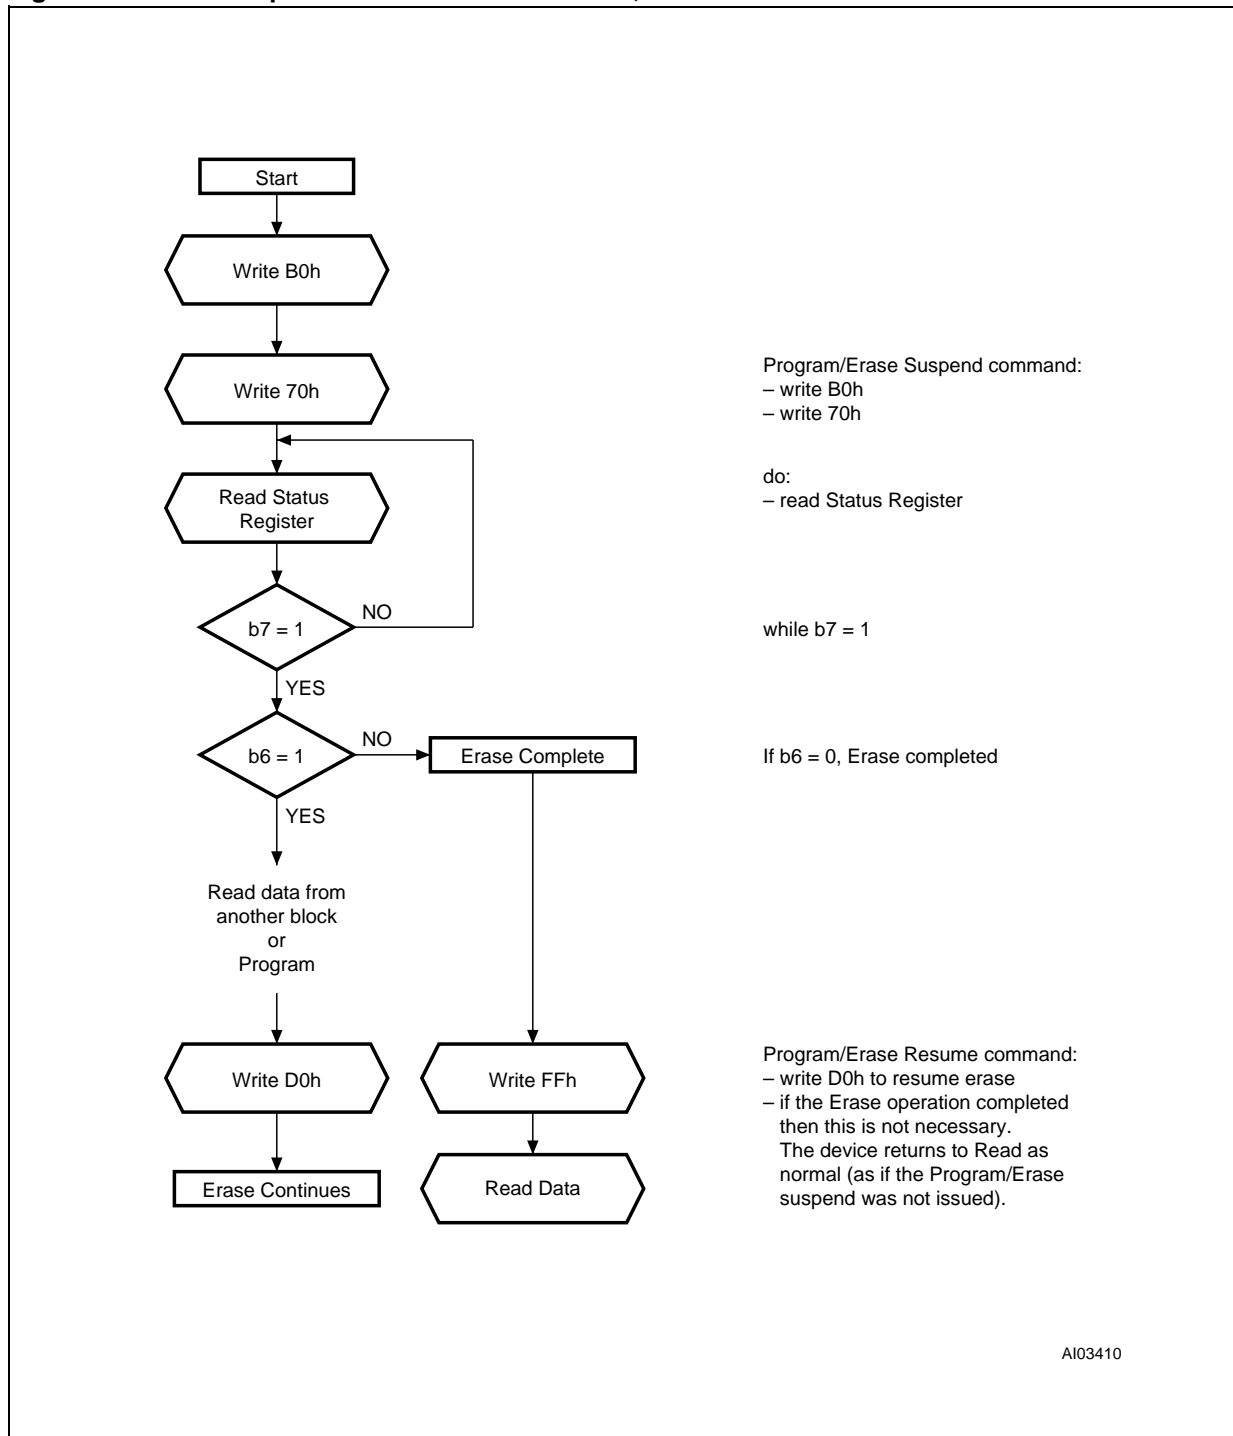 Start
Write B0h
Write 70h
Program/Erase Suspend command:
– write B0h
– write 70h
do:
– read Status Register
Read Status
Register
NO
b7 = 1
while b7 = 1
YES
NO
b6 = 1
Erase Complete
If b6 = 0, Erase completed
YES
Read data from
another block
or
Program
Write D0h
Write FFh
Program/Erase Resume command:
– write D0h to resume erase
– if the Erase operation completed
then this is not necessary.
The device returns to Read as
normal (as if the Program/Erase
suspend was not issued).
Erase Continues
Read Data
AI03410